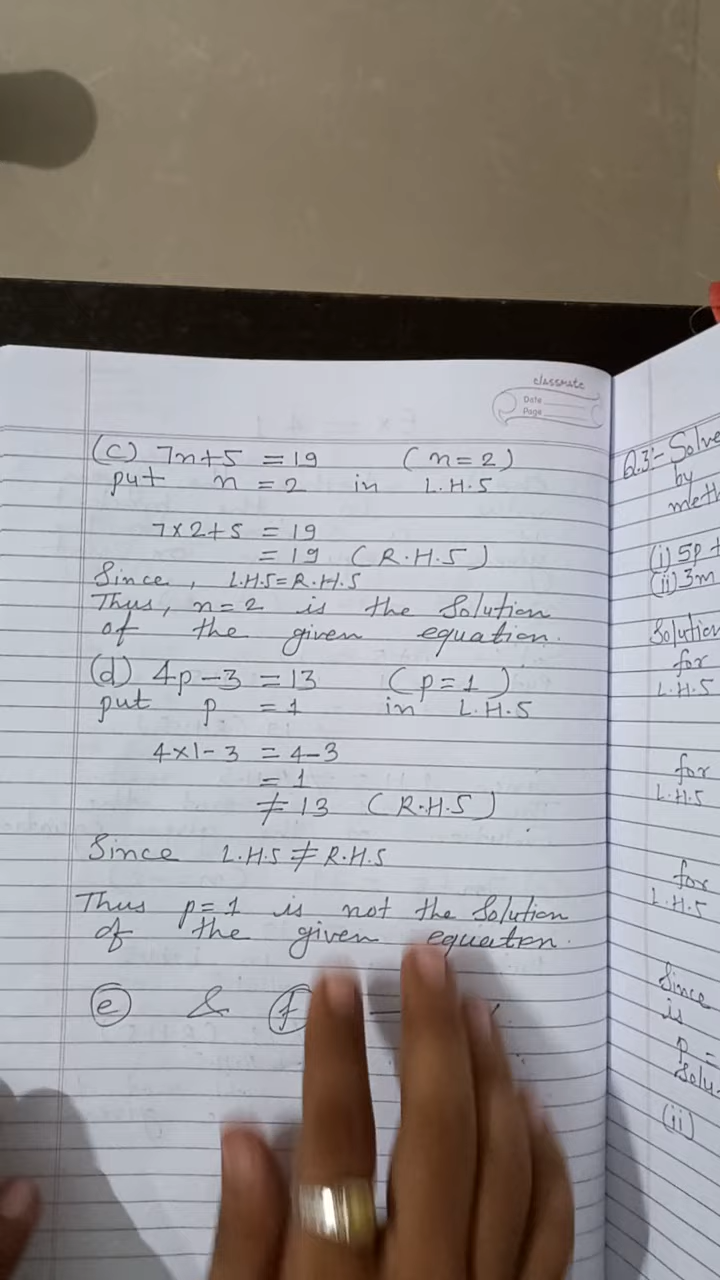 classmate
Date
Page
(c) 7n+5 = 19 (n=2)
put n = 2 in L.H.S
7×2+5 = 19
= 19 (R.H.S)
Since, L.H.S=R.H.S
Thus, n=2 is the Solution
of the given equation.
(d) 4p-3 = 13 (p=1)
put p = 1 in L.H.S
4×1-3 = 4-3
= 1
≠ 13 (R.H.S)
Since L.H.S ≠ R.H.S
Thus p=1 is not the Solution
of the given equation.
(e) & (f)
Q.3:- Solve
by
meth
(i) 5p +
(ii) 3m
Solution
for
L.H.S
for
L.H.S
for
L.H.S
Since
is
p =
Solu
(ii)